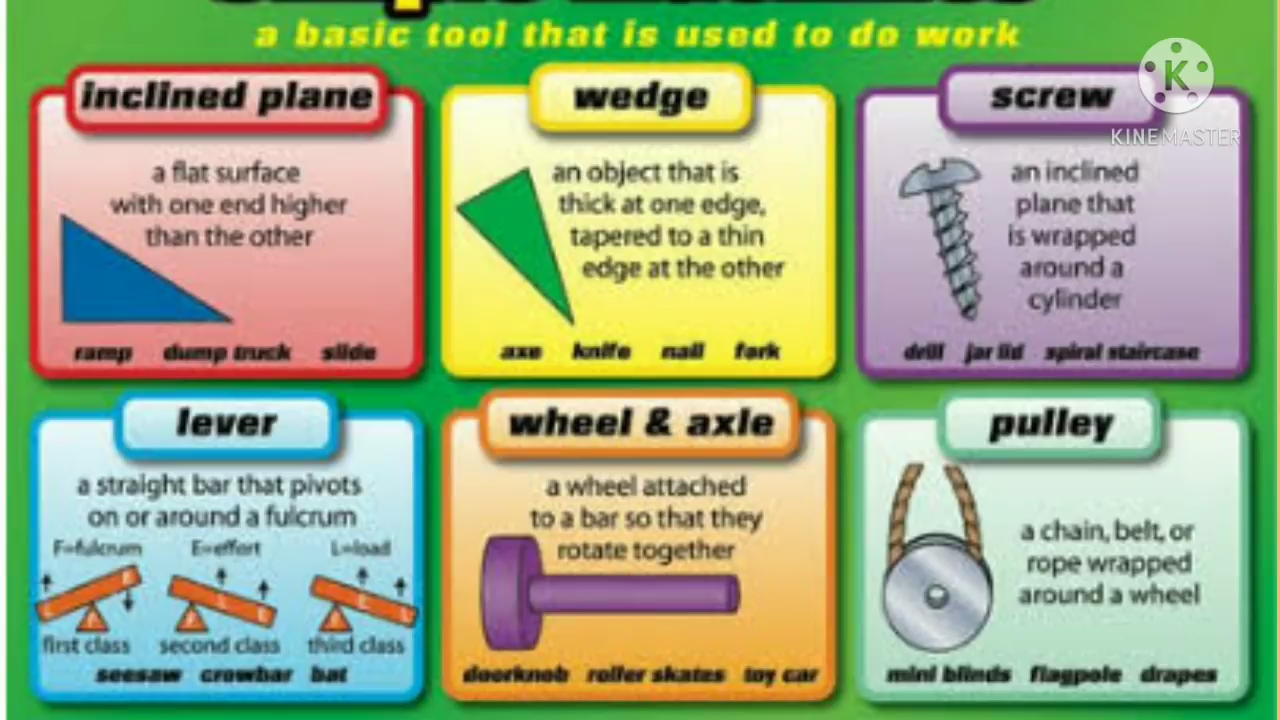 a basic tool that is used to do work
inclined plane
a flat surface
with one end higher
than the other
ramp dump truck slide
wedge
an object that is
thick at one edge,
tapered to a thin
edge at the other
axe knife nail fork
screw
an inclined
plane that
is wrapped
around a
cylinder
drill jar lid spiral staircase
K
KINEMASTER
lever
a straight bar that pivots
on or around a fulcrum
F=fulcrum E=effort L=load
first class second class third class
seesaw crowbar bat
wheel & axle
a wheel attached
to a bar so that they
rotate together
doorknob roller skates toy car
pulley
a chain, belt, or
rope wrapped
around a wheel
mini blinds flagpole drapes